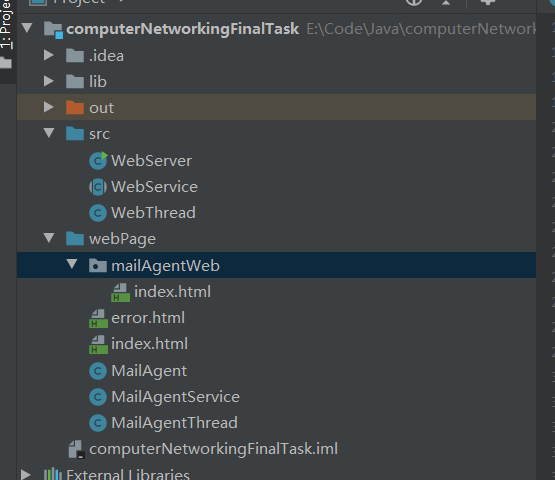 Project
1: Project
computerNetworkingFinalTask E:\Code\Java\computerNetwork
.idea
lib
out
src
WebServer
WebService
WebThread
webPage
mailAgentWeb
index.html
error.html
index.html
MailAgent
MailAgentService
MailAgentThread
computerNetworkingFinalTask.iml
External Libraries